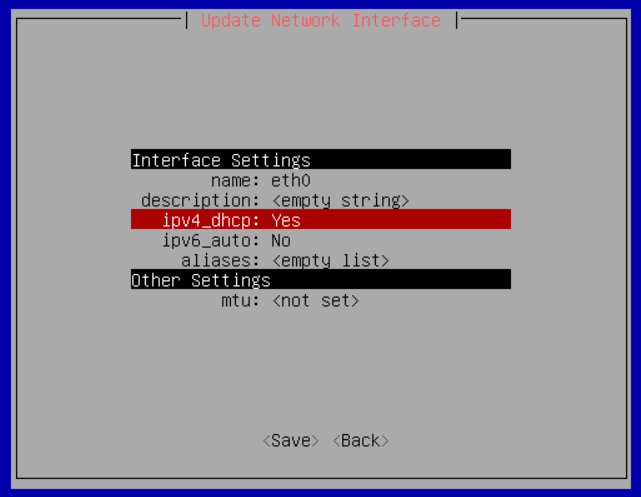 Update Network Interface
Interface Settings
name: eth0
description: <empty string>
ipv4_dhcp: Yes
ipv6_auto: No
aliases: <empty list>
Other Settings
mtu: <not set>
<Save> <Back>